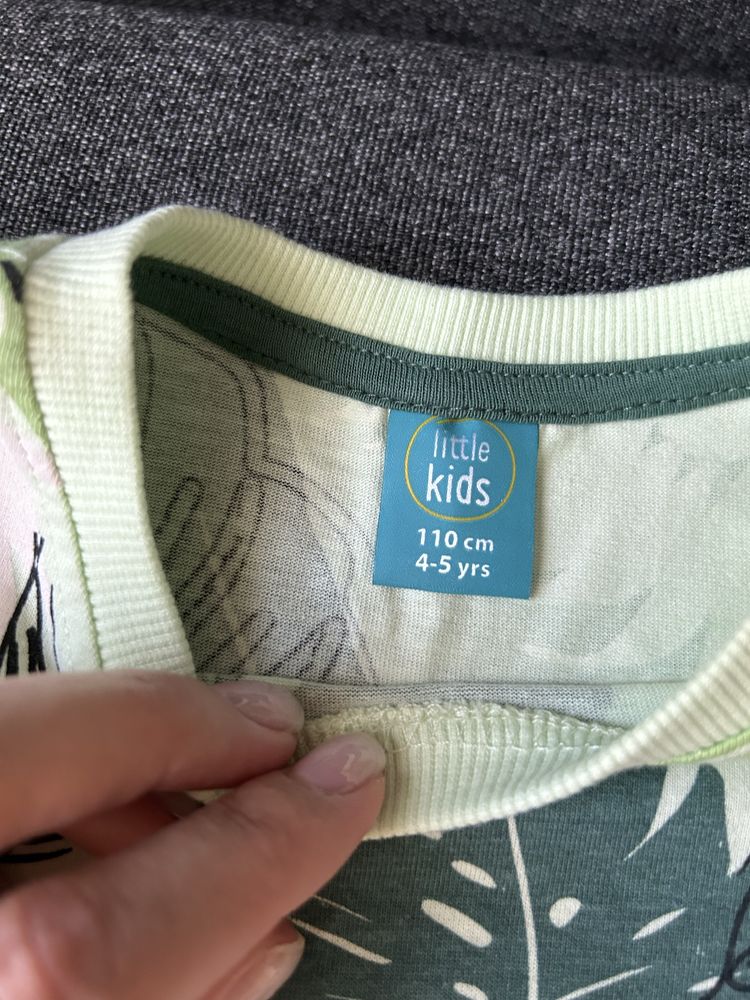 little
kids
110 cm
4-5 yrs